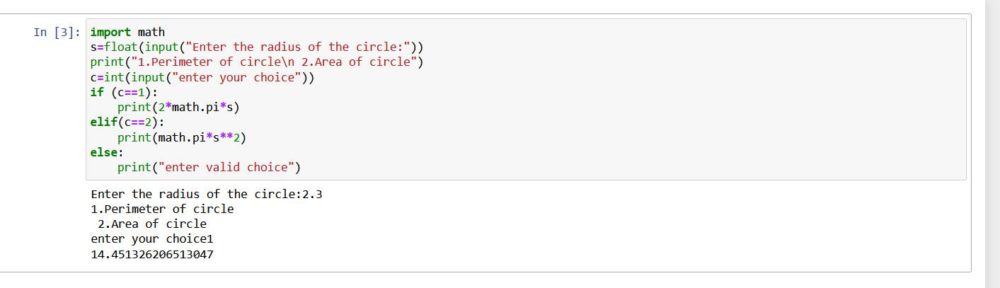 In [3]:
import math
s=float(input("Enter the radius of the circle:"))
print("1.Perimeter of circle\n 2.Area of circle")
c=int(input("enter your choice"))
if (c==1):
    print(2*math.pi*s)
elif(c==2):
    print(math.pi*s**2)
else:
    print("enter valid choice")
Enter the radius of the circle:2.3
1.Perimeter of circle
 2.Area of circle
enter your choice1
14.451326206513047